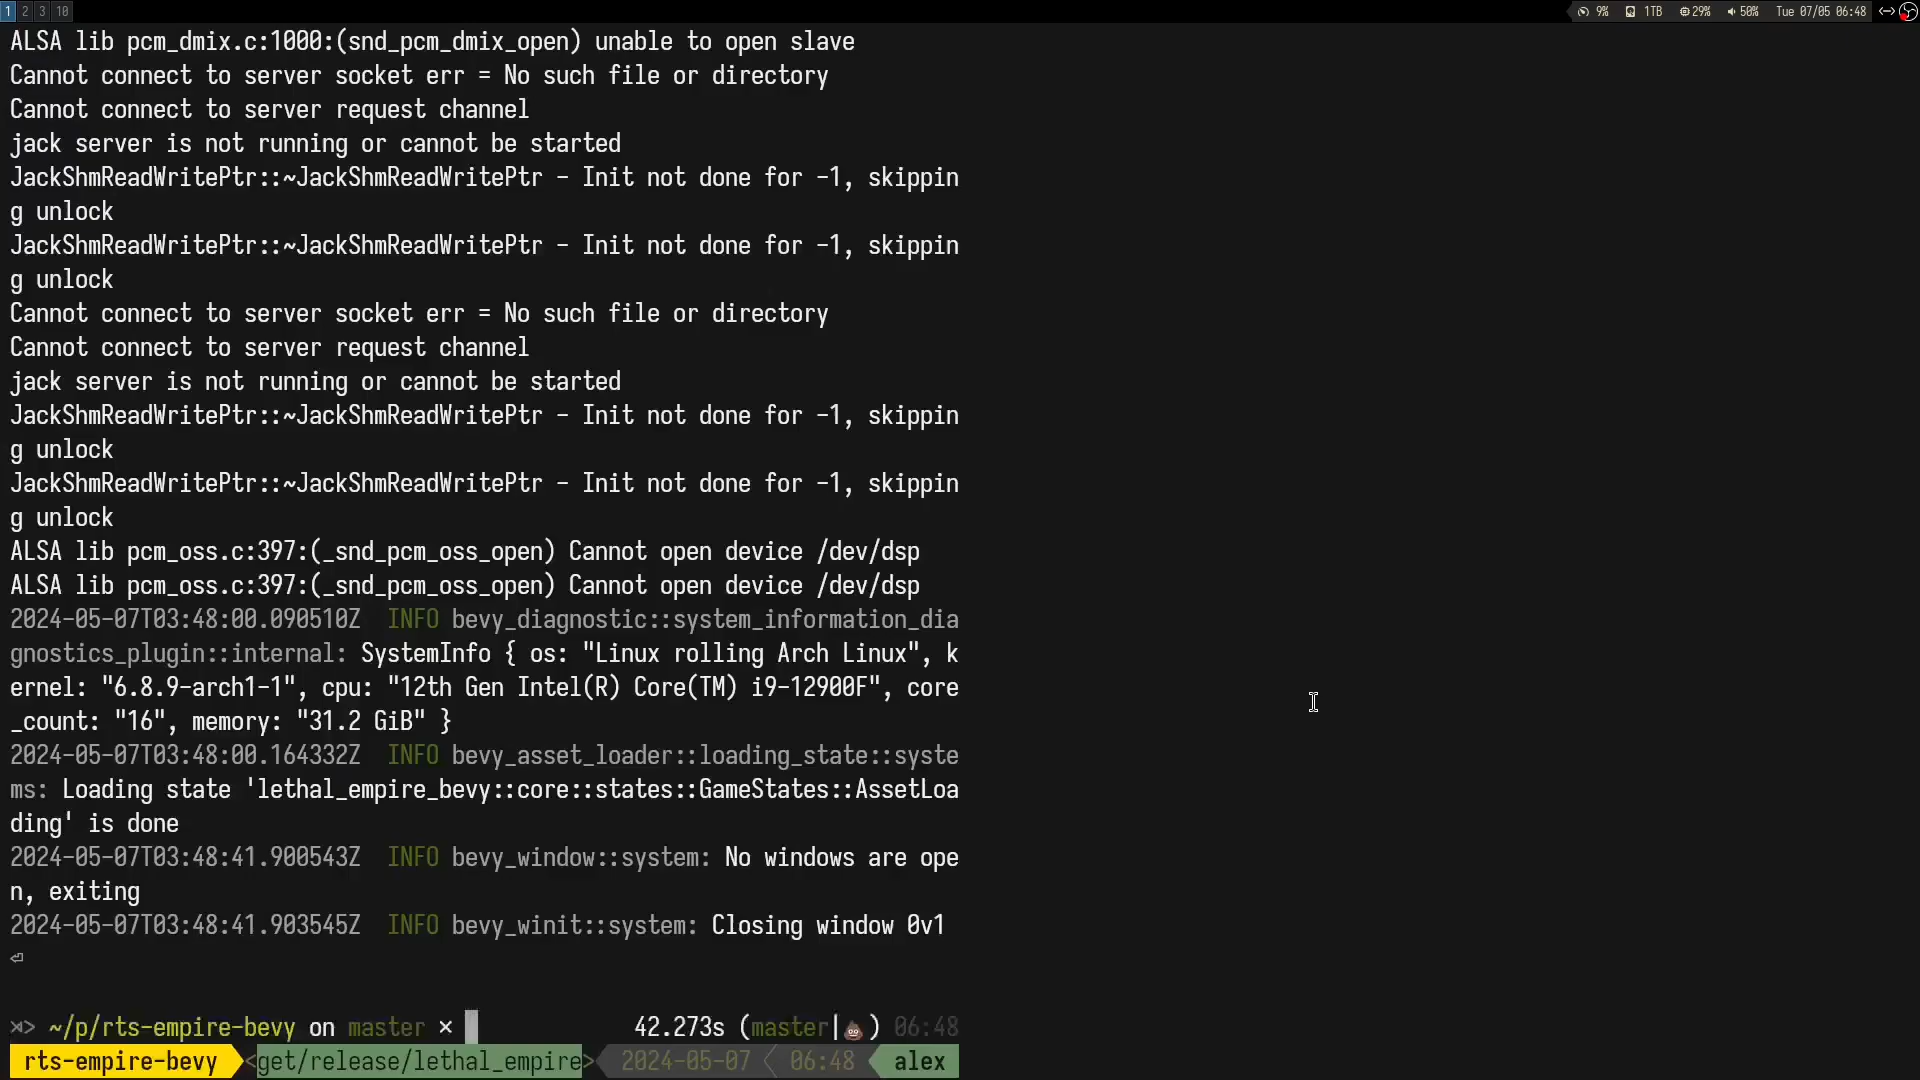 1 2 3 10 9% 1TB 29% 50% Tue 07/05 06:48
ALSA lib pcm_dmix.c:1000:(snd_pcm_dmix_open) unable to open slave
Cannot connect to server socket err = No such file or directory
Cannot connect to server request channel
jack server is not running or cannot be started
JackShmReadWritePtr::~JackShmReadWritePtr - Init not done for -1, skippin
g unlock
JackShmReadWritePtr::~JackShmReadWritePtr - Init not done for -1, skippin
g unlock
Cannot connect to server socket err = No such file or directory
Cannot connect to server request channel
jack server is not running or cannot be started
JackShmReadWritePtr::~JackShmReadWritePtr - Init not done for -1, skippin
g unlock
JackShmReadWritePtr::~JackShmReadWritePtr - Init not done for -1, skippin
g unlock
ALSA lib pcm_oss.c:397:(_snd_pcm_oss_open) Cannot open device /dev/dsp
ALSA lib pcm_oss.c:397:(_snd_pcm_oss_open) Cannot open device /dev/dsp
2024-05-07T03:48:00.090510Z  INFO bevy_diagnostic::system_information_dia
gnostics_plugin::internal: SystemInfo { os: "Linux rolling Arch Linux", k
ernel: "6.8.9-arch1-1", cpu: "12th Gen Intel(R) Core(TM) i9-12900F", core
_count: "16", memory: "31.2 GiB" }
2024-05-07T03:48:00.164332Z  INFO bevy_asset_loader::loading_state::syste
ms: Loading state 'lethal_empire_bevy::core::states::GameStates::AssetLoa
ding' is done
2024-05-07T03:48:41.900543Z  INFO bevy_window::system: No windows are ope
n, exiting
2024-05-07T03:48:41.903545Z  INFO bevy_winit::system: Closing window 0v1
⏎
⋊> ~/p/rts-empire-bevy on master ⨯ 42.273s (master|💩) 06:48
rts-empire-bevy <get/release/lethal_empire> 2024-05-07 06:48 alex